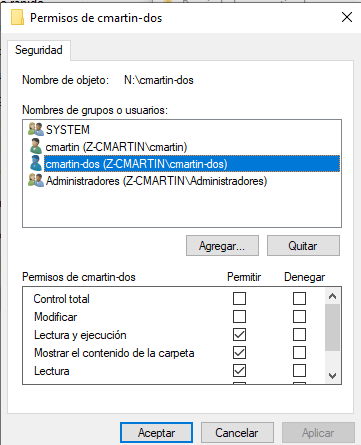 Permisos de cmartin-dos
Seguridad
Nombre de objeto: N:\cmartin-dos
Nombres de grupos o usuarios:
SYSTEM
cmartin (Z-CMARTIN\cmartin)
cmartin-dos (Z-CMARTIN\cmartin-dos)
Administradores (Z-CMARTIN\Administradores)
Agregar... Quitar
Permisos de cmartin-dos Permitir Denegar
Control total
Modificar
Lectura y ejecución
Mostrar el contenido de la carpeta
Lectura
Aceptar Cancelar Aplicar